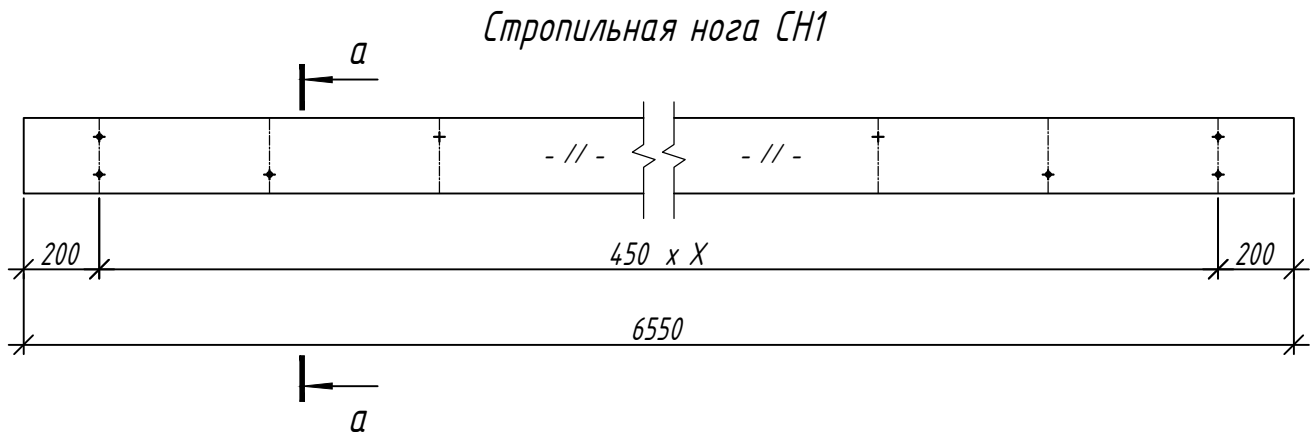 Стропильная нога СН1
а
- // - - // -
200 450 x X 200
6550
а